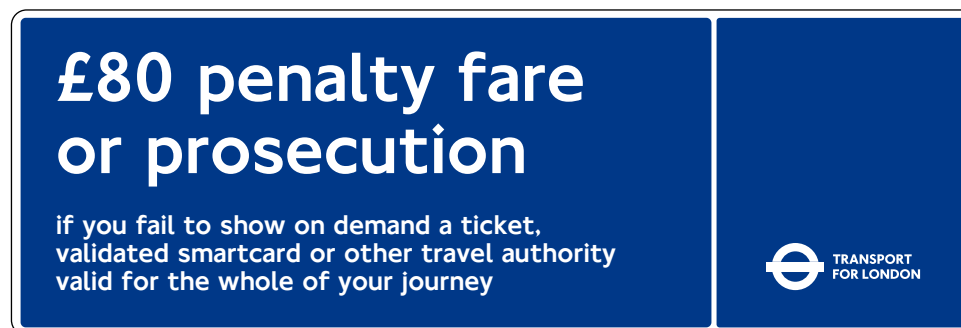 £80 penalty fare
or prosecution
if you fail to show on demand a ticket,
validated smartcard or other travel authority
valid for the whole of your journey
TRANSPORT
FOR LONDON